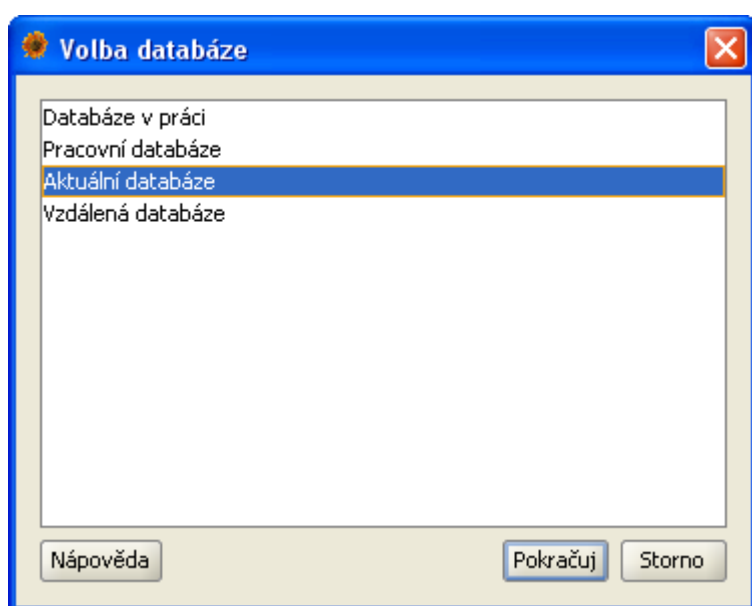 Volba databáze
Databáze v práci
Pracovní databáze
Aktuální databáze
Vzdálená databáze
Nápověda
Pokračuj
Storno